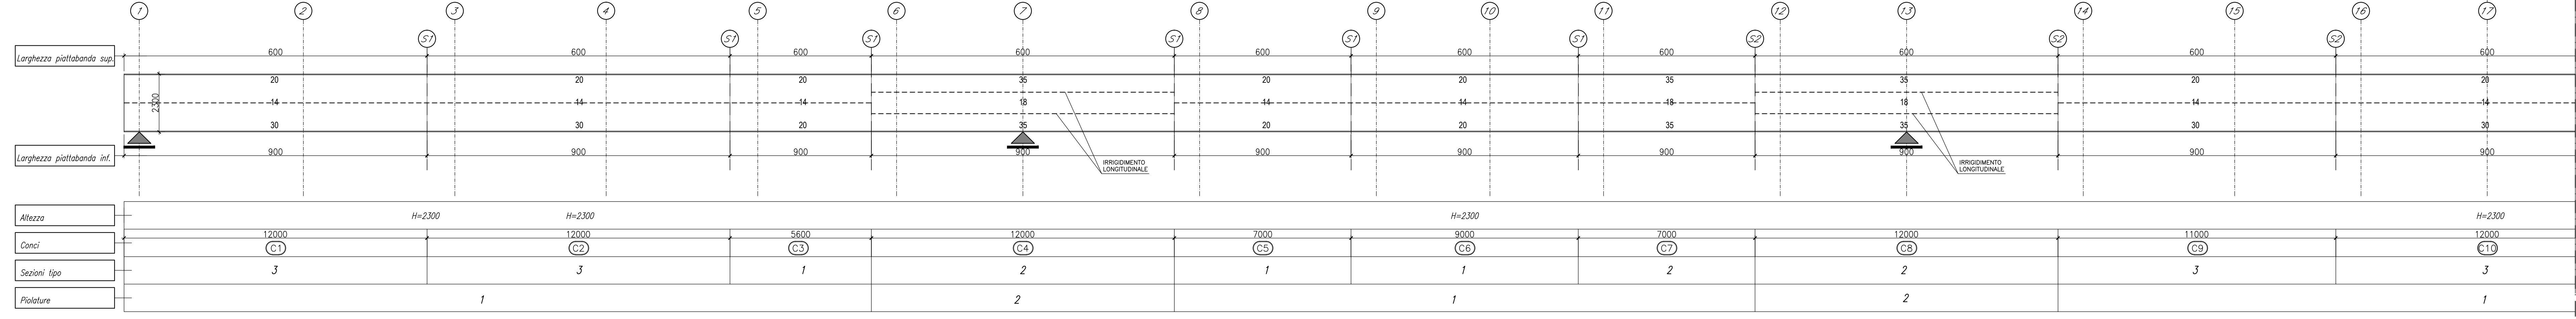 1 2 3 4 5 6 7 8 9 10 11 12 13 14 15 16 17
S1 S1 S1 S1 S1 S1 S2 S2 S2
Larghezza piattabanda sup. 600 600 600 600 600 600 600 600 600 600
20 20 20 35 20 20 35 35 20 20
2300 14 14 14 18 14 14 18 18 14 14
30 30 20 35 20 20 35 35 30 30
Larghezza piattabanda inf. 900 900 900 900 900 900 900 900 900 900
IRRIGIDIMENTO
LONGITUDINALE
IRRIGIDIMENTO
LONGITUDINALE
Altezza H=2300 H=2300 H=2300 H=2300
12000 12000 5600 12000 7000 9000 7000 12000 11000 12000
Conci C1 C2 C3 C4 C5 C6 C7 C8 C9 C10
Sezioni tipo 3 3 1 2 1 1 2 2 3 3
Piolature 1 2 1 2 1